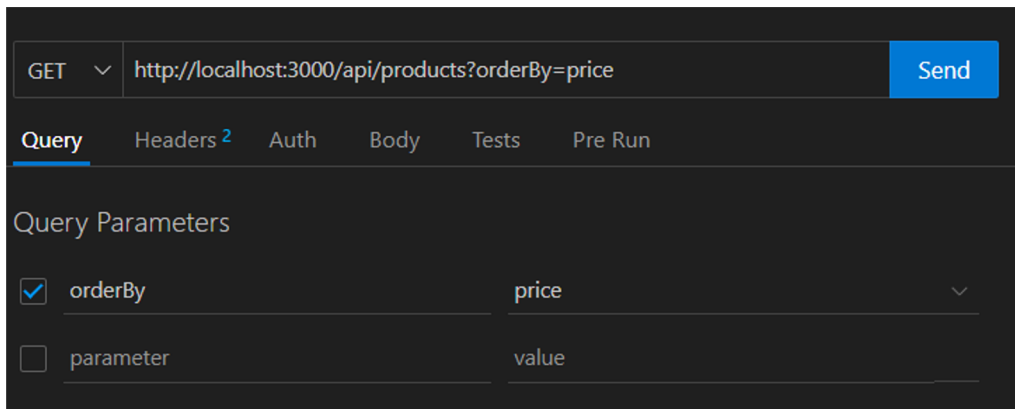 GET http://localhost:3000/api/products?orderBy=price Send
Query Headers 2 Auth Body Tests Pre Run
Query Parameters
orderBy price
parameter value